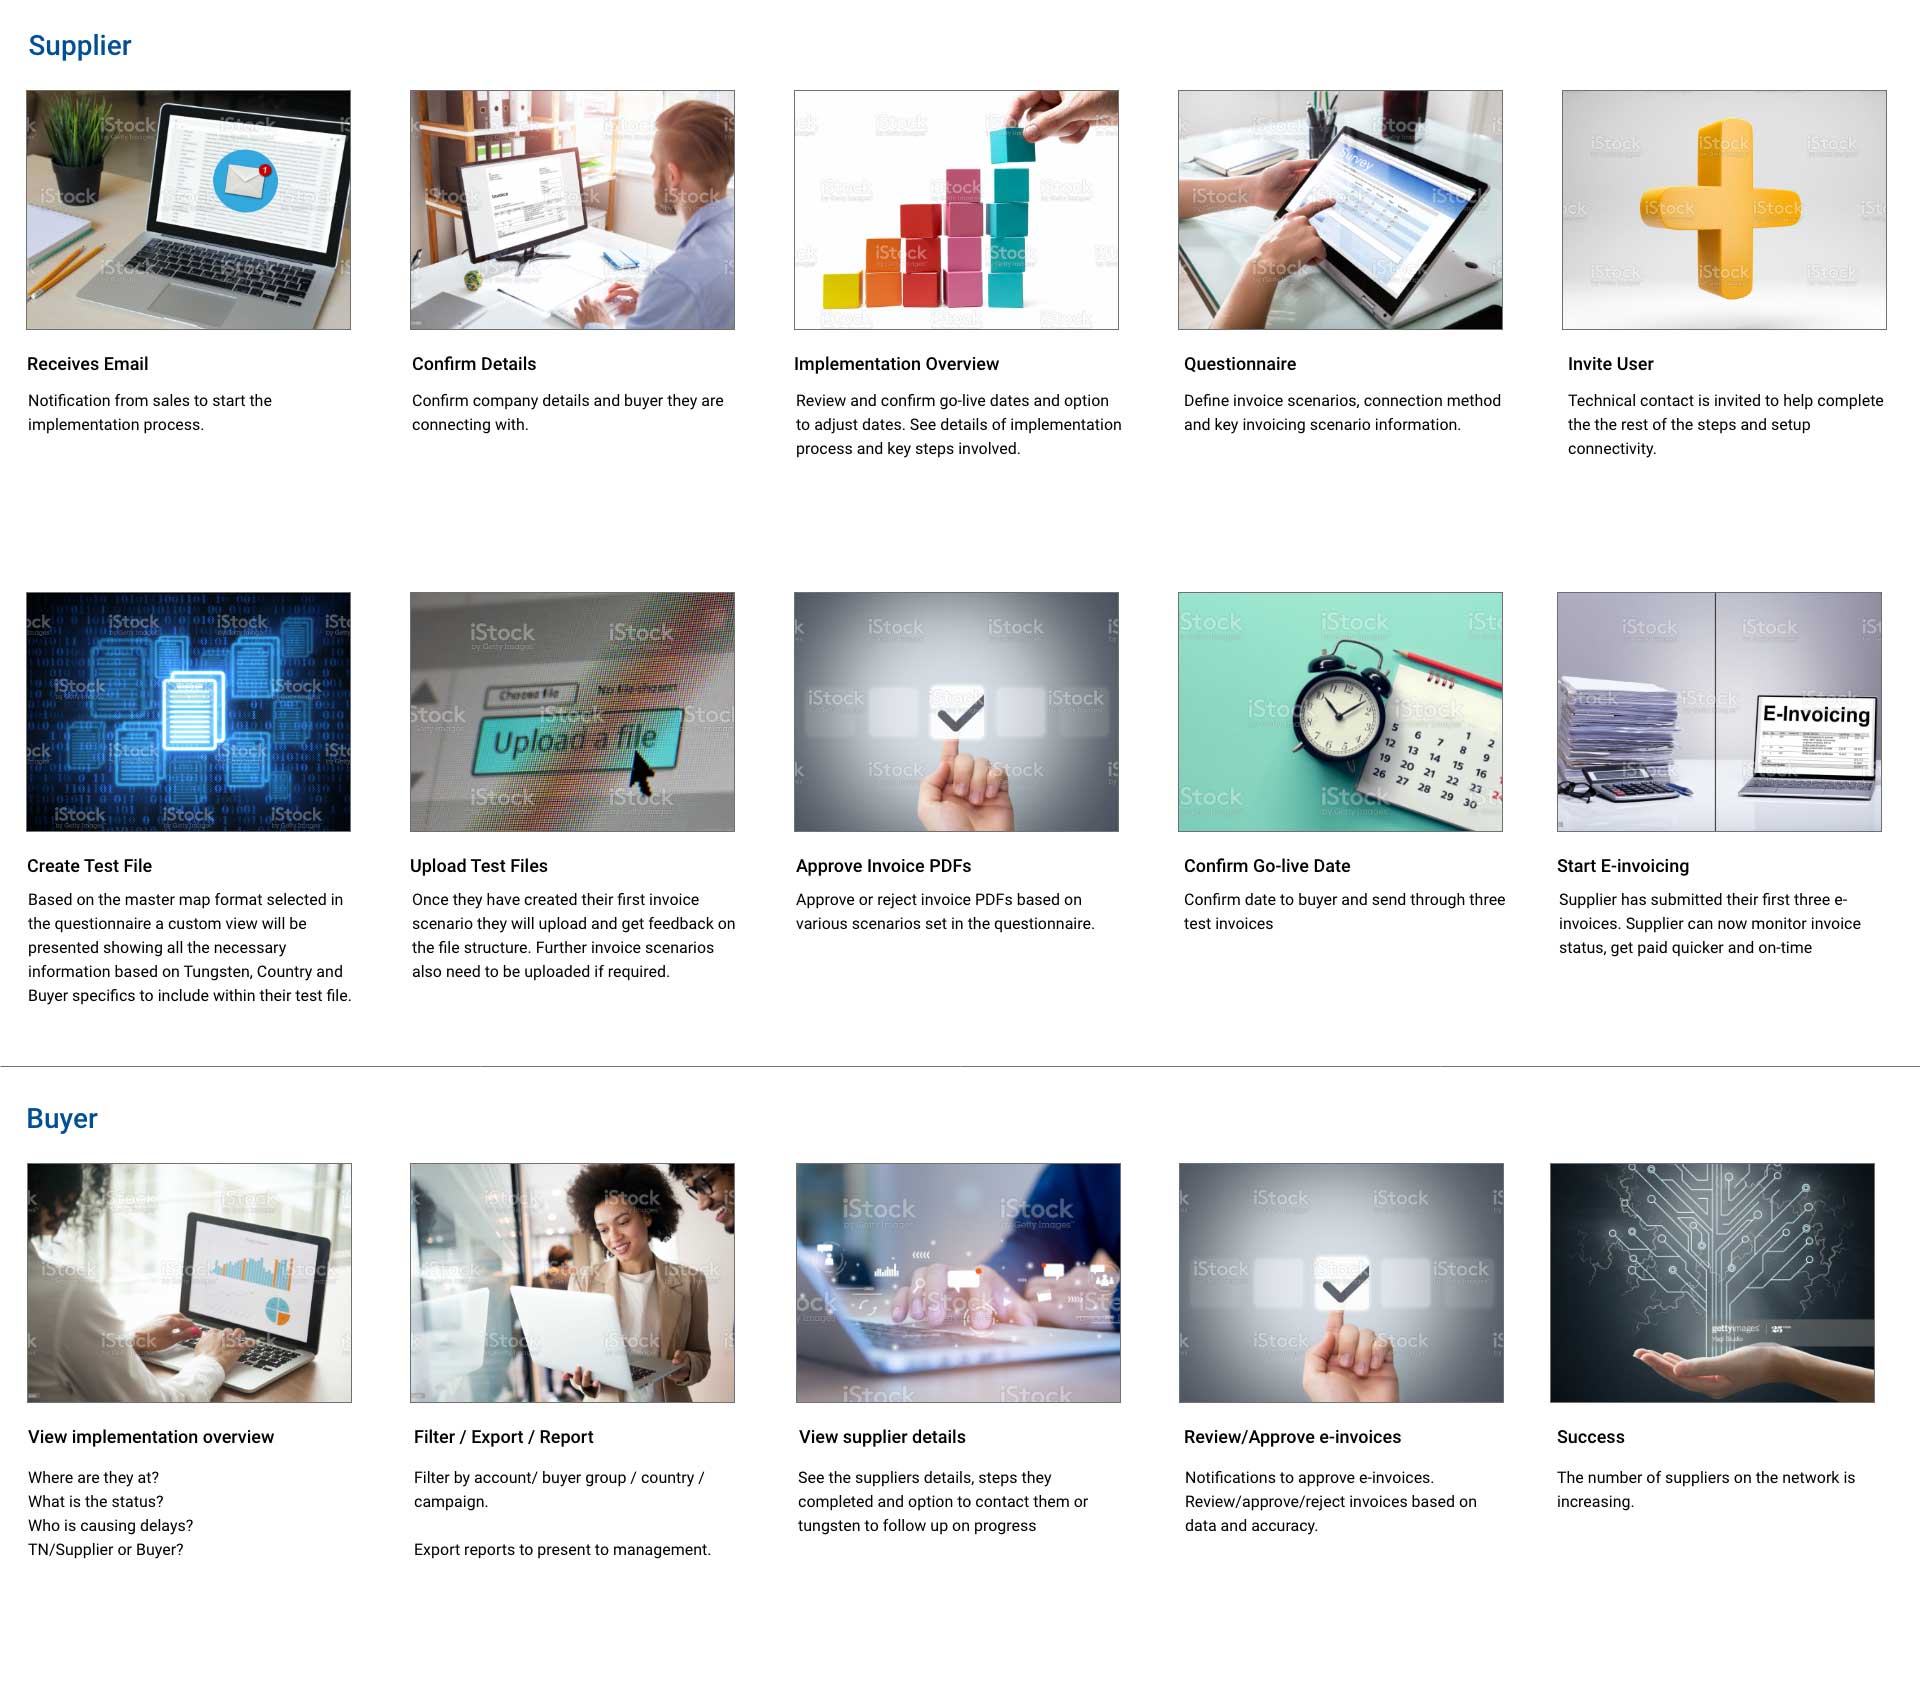 Supplier
Receives Email
Notification from sales to start the
implementation process.
Confirm Details
Confirm company details and buyer they are
connecting with.
Implementation Overview
Review and confirm go-live dates and option
to adjust dates. See details of implementation
process and key steps involved.
Survey
Questionnaire
Define invoice scenarios, connection method
and key invoicing scenario information.
Invite User
Technical contact is invited to help complete
the the rest of the steps and setup
connectivity.
Create Test File
Based on the master map format selected in
the questionnaire a custom view will be
presented showing all the necessary
information based on Tungsten, Country and
Buyer specifics to include within their test file.
Choose file
No file chosen
Upload a file
Upload Test Files
Once they have created their first invoice
scenario they will upload and get feedback on
the file structure. Further invoice scenarios
also need to be uploaded if required.
Approve Invoice PDFs
Approve or reject invoice PDFs based on
various scenarios set in the questionnaire.
Confirm Go-live Date
Confirm date to buyer and send through three
test invoices
E-Invoicing
Start E-invoicing
Supplier has submitted their first three e-
invoices. Supplier can now monitor invoice
status, get paid quicker and on-time
Buyer
View implementation overview
Where are they at?
What is the status?
Who is causing delays?
TN/Supplier or Buyer?
Filter / Export / Report
Filter by account/ buyer group / country /
campaign.
Export reports to present to management.
View supplier details
See the suppliers details, steps they
completed and option to contact them or
tungsten to follow up on progress
Review/Approve e-invoices
Notifications to approve e-invoices.
Review/approve/reject invoices based on
data and accuracy.
gettyimages
Success
The number of suppliers on the network is
increasing.